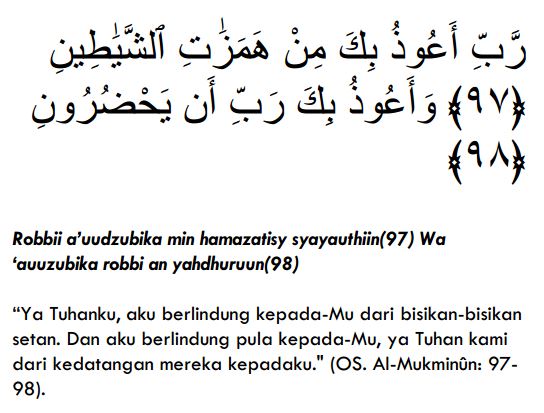 رَّبِّ أَعُوذُ بِكَ مِنْ هَمَزَٰتِ ٱلشَّيَٰطِينِ
﴿٩٧﴾ وَأَعُوذُ بِكَ رَبِّ أَن يَحْضُرُونِ
﴿٩٨﴾
Robbii a’uudzubika min hamazatisy syayauthiin(97) Wa
‘auuzubika robbi an yahdhuruun(98)
“Ya Tuhanku, aku berlindung kepada-Mu dari bisikan-bisikan
setan. Dan aku berlindung pula kepada-Mu, ya Tuhan kami
dari kedatangan mereka kepadaku." (OS. Al-Mukminûn: 97-
98).